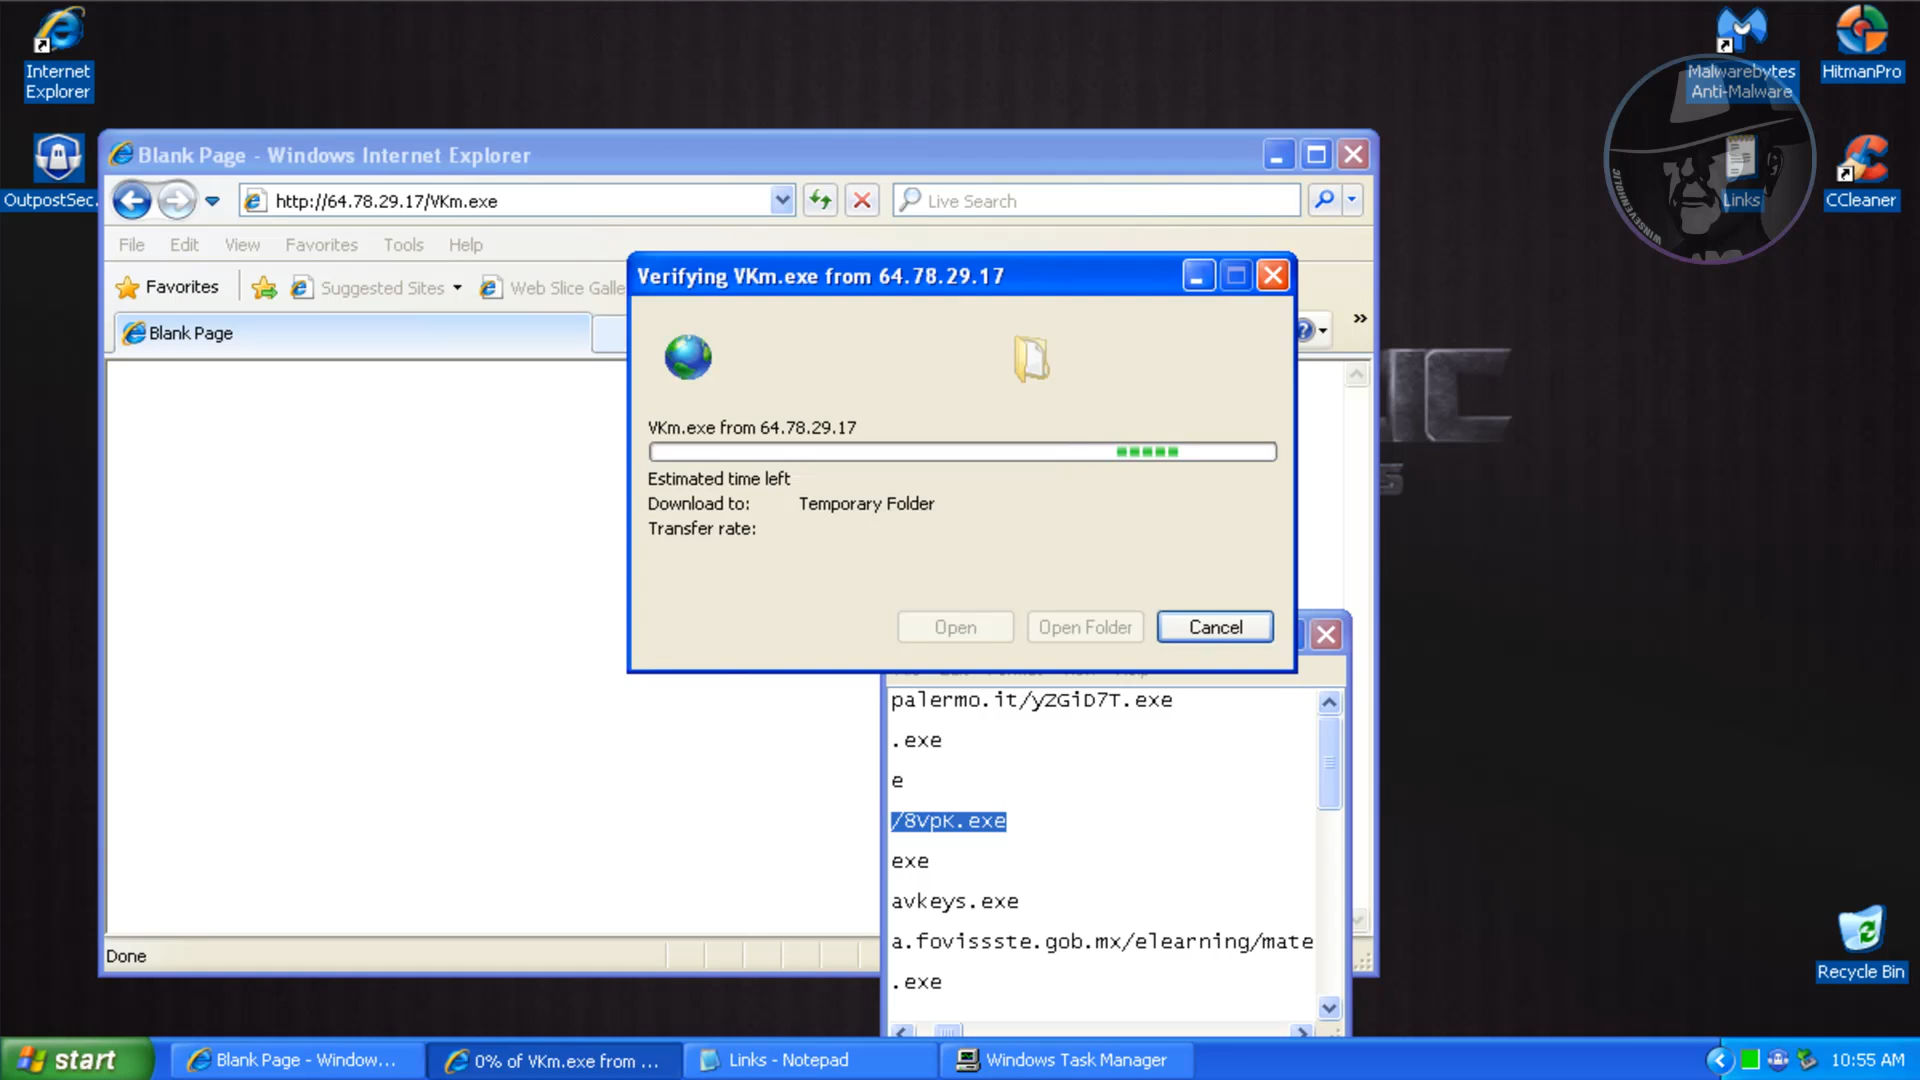 Internet
Explorer
OutpostSec.
Malwarebytes
Anti-Malware
HitmanPro
Links
CCleaner
WINSEVENHOLIC
Blank Page - Windows Internet Explorer
http://64.78.29.17/VKm.exe
Live Search
File Edit View Favorites Tools Help
Favorites
Suggested Sites
Web Slice Galle
Blank Page
Verifying VKm.exe from 64.78.29.17
VKm.exe from 64.78.29.17
Estimated time left
Download to: Temporary Folder
Transfer rate:
Open
Open Folder
Cancel
palermo.it/yZGiD7T.exe
.exe
e
/8VpK.exe
exe
avkeys.exe
a.fovissste.gob.mx/elearning/mate
.exe
Done
Recycle Bin
start
Blank Page - Window...
0% of VKm.exe from ...
Links - Notepad
Windows Task Manager
10:55 AM